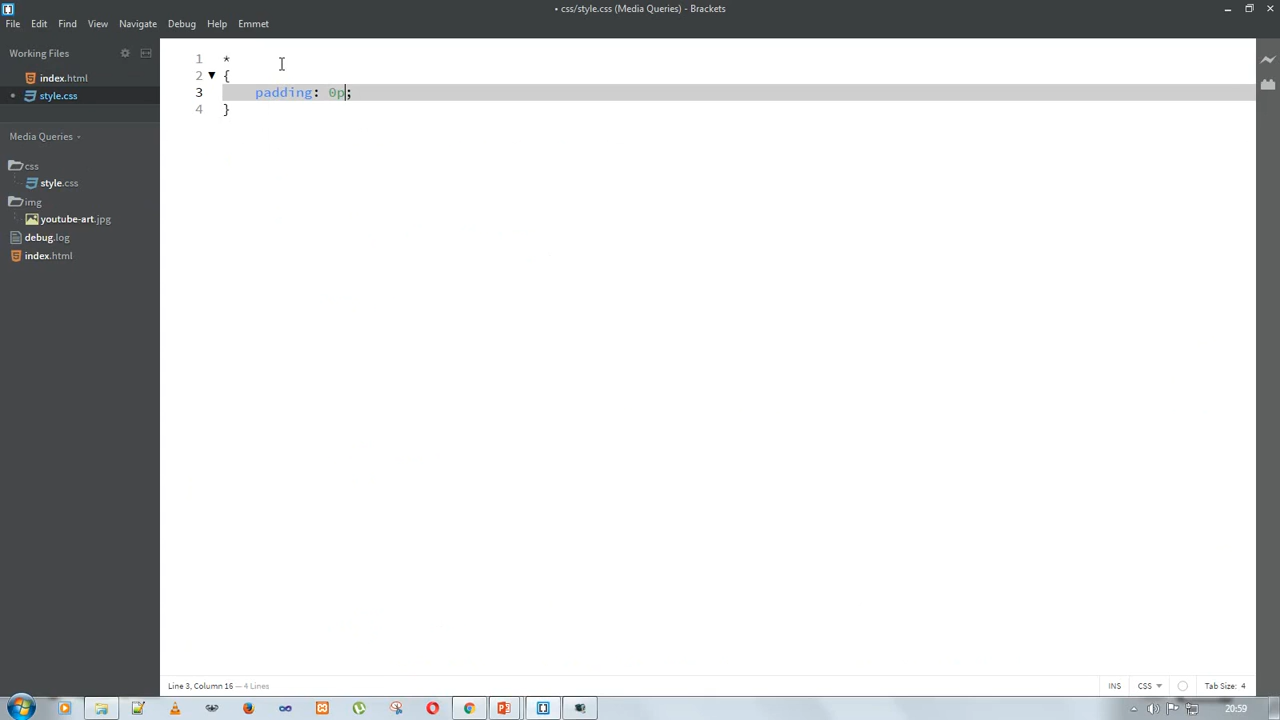 • css/style.css (Media Queries) - Brackets
File Edit Find View Navigate Debug Help Emmet
Working Files
index.html
style.css
Media Queries
css
style.css
img
youtube-art.jpg
debug.log
index.html
1 *
2 {
3 padding: 0p;
4 }
Line 3, Column 16 — 4 Lines
INS CSS Tab Size: 4
20:59